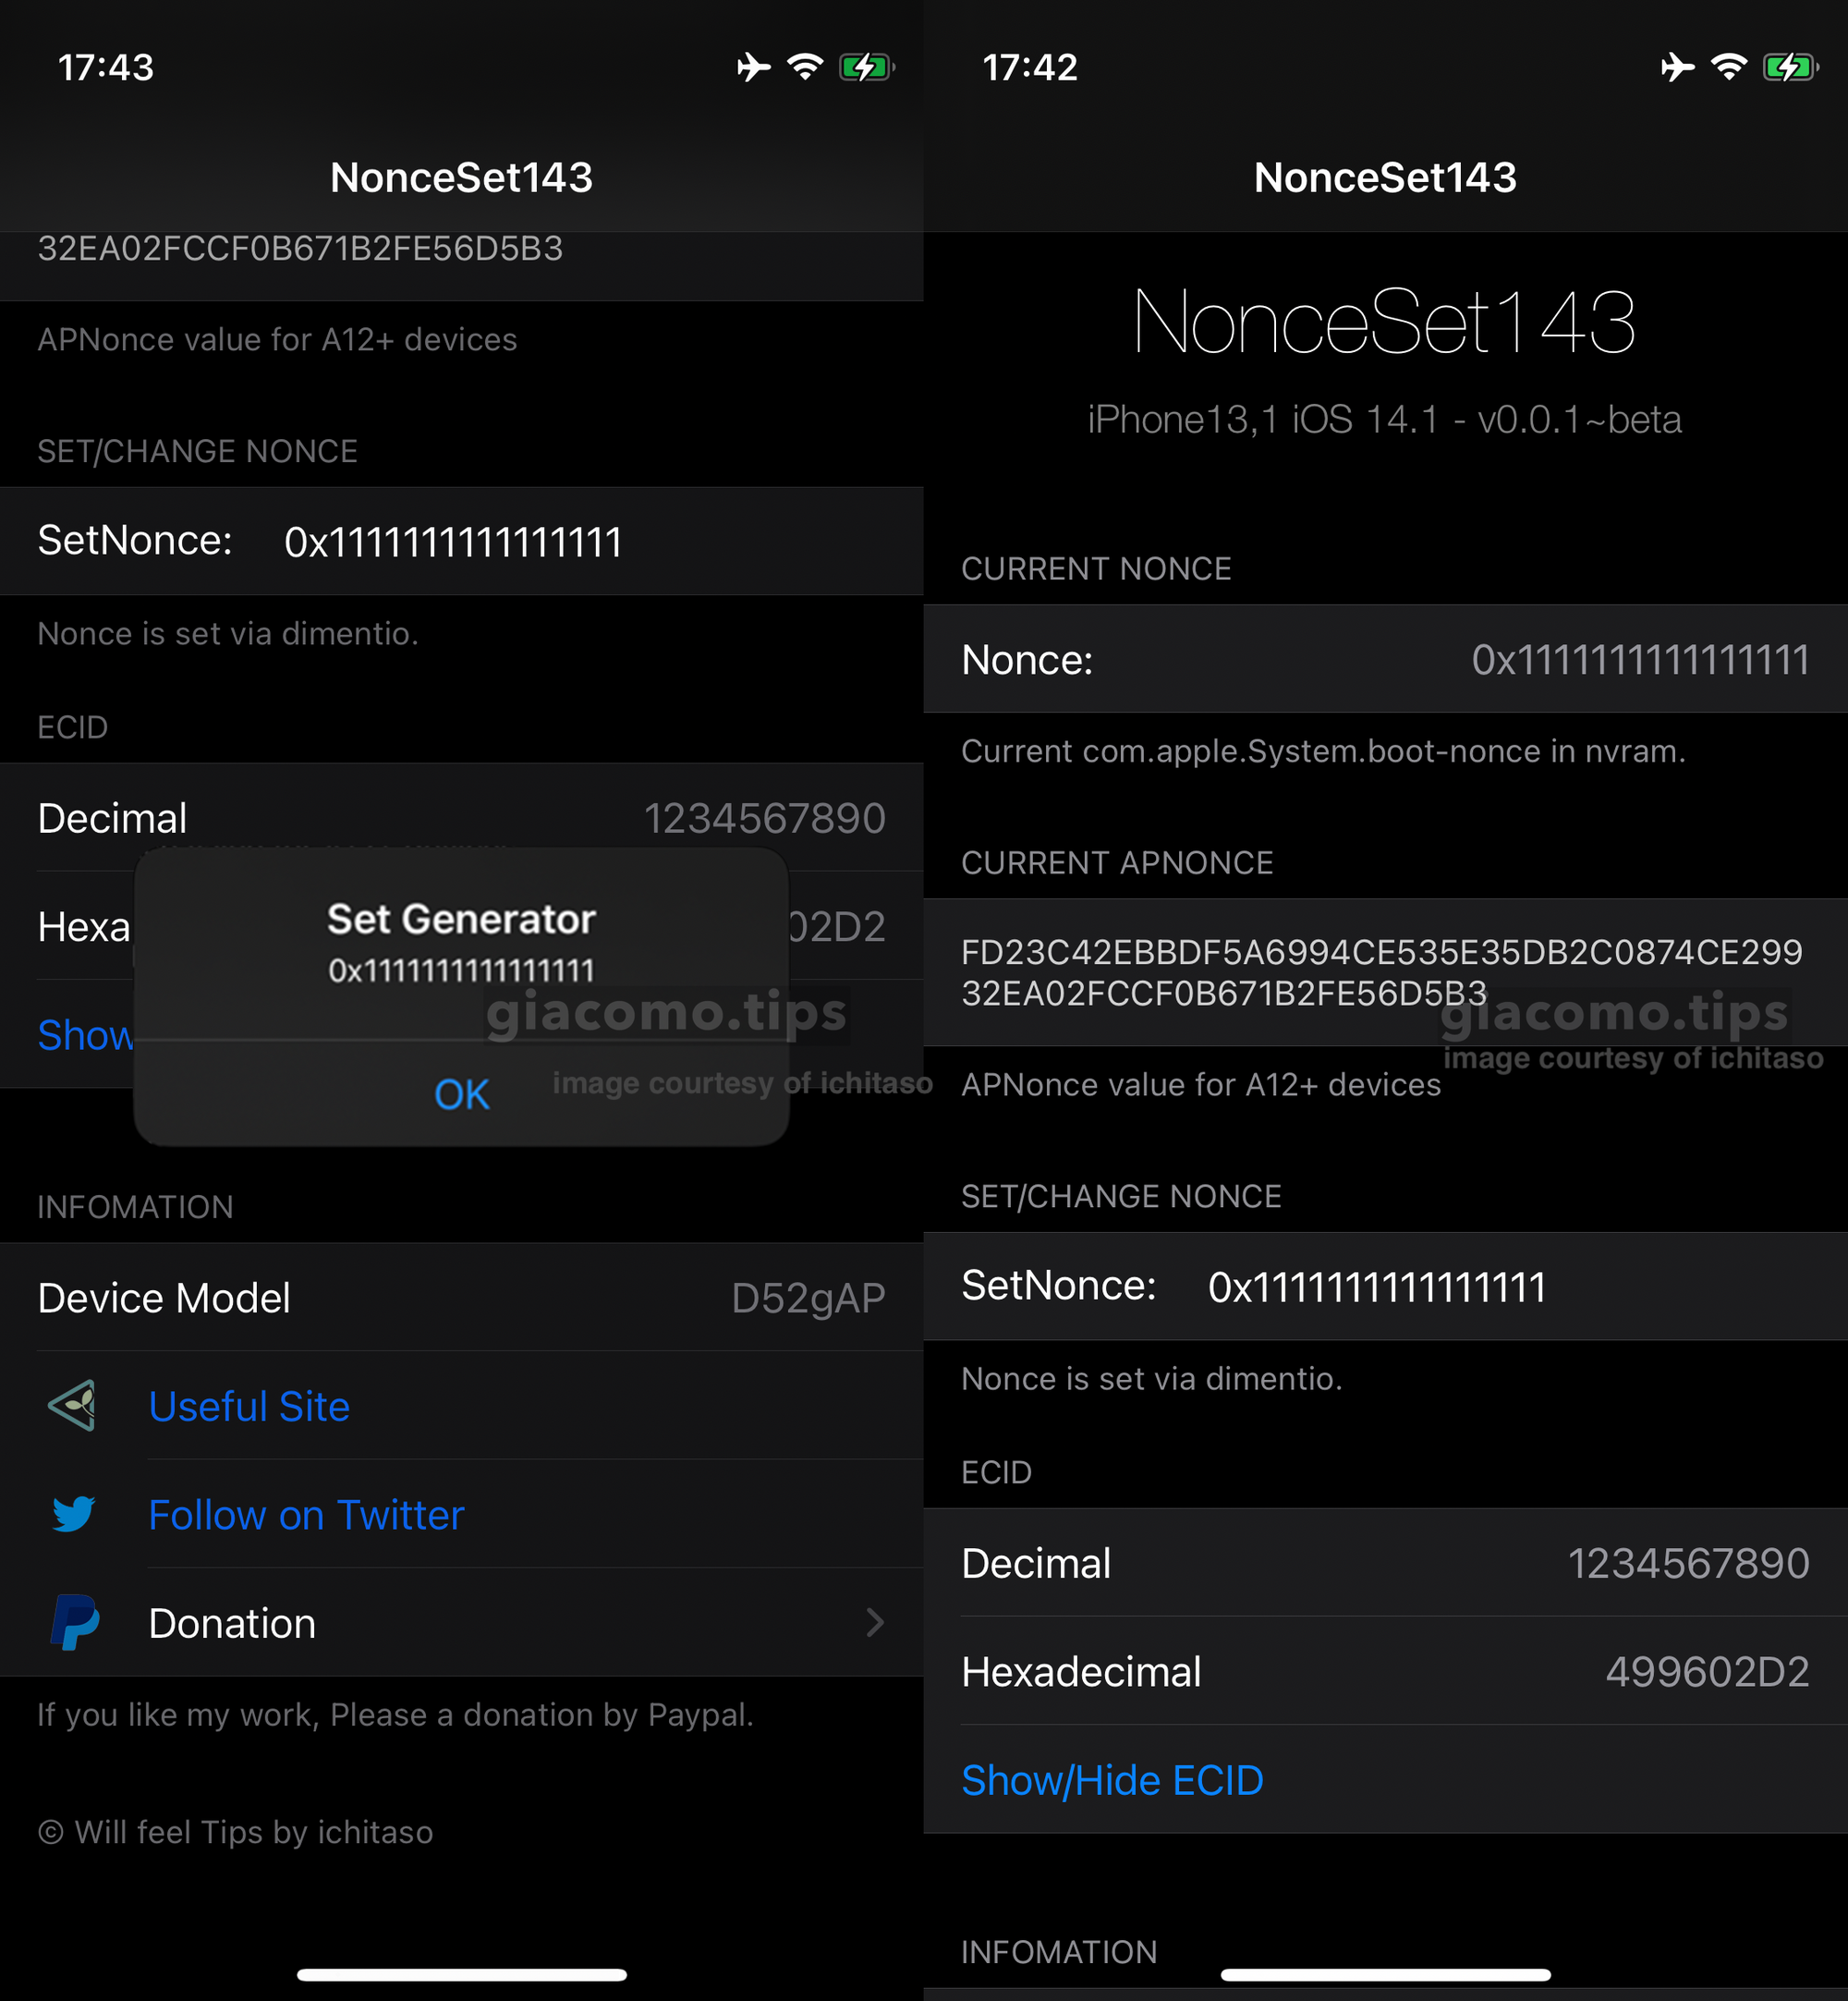 17:43
NonceSet143
32EA02FCCF0B671B2FE56D5B3
APNonce value for A12+ devices
SET/CHANGE NONCE
SetNonce: 0x1111111111111111
Nonce is set via dimentio.
ECID
Decimal 1234567890
Hexa 02D2
Show
Set Generator
0x1111111111111111
giacomo.tips
OK
image courtesy of ichitaso
INFOMATION
Device Model D52gAP
Useful Site
Follow on Twitter
Donation
If you like my work, Please a donation by Paypal.
© Will feel Tips by ichitaso
17:42
NonceSet143
NonceSet143
iPhone13,1 iOS 14.1 - v0.0.1~beta
CURRENT NONCE
Nonce: 0x1111111111111111
Current com.apple.System.boot-nonce in nvram.
CURRENT APNONCE
FD23C42EBBDF5A6994CE535E35DB2C0874CE299
32EA02FCCF0B671B2FE56D5B3
giacomo.tips
image courtesy of ichitaso
APNonce value for A12+ devices
SET/CHANGE NONCE
SetNonce: 0x1111111111111111
Nonce is set via dimentio.
ECID
Decimal 1234567890
Hexadecimal 499602D2
Show/Hide ECID
INFOMATION